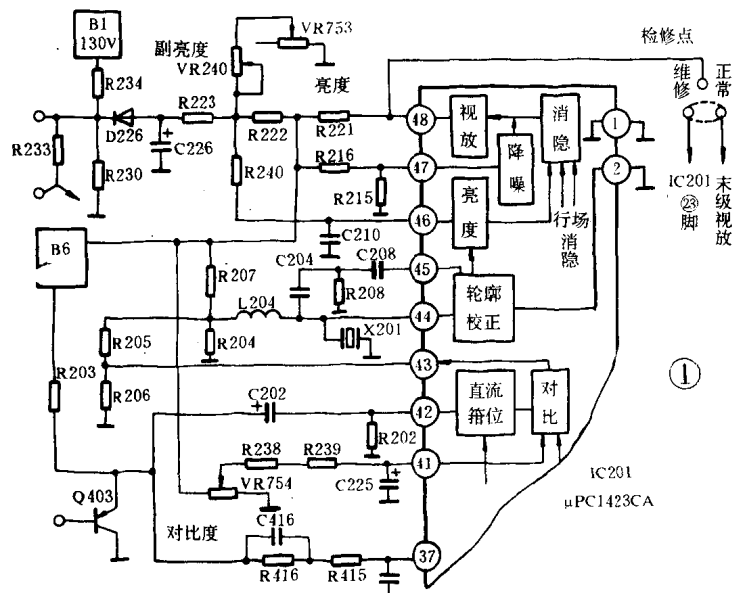 B1
130V
R234
副亮度
VR240
VR753
亮度
检修点
维修
正常
R233
D226
R223
C226
R230
R222
R221
R240
R216
R215
C210
48
47
46
45
44
43
42
41
37
1
2
视放
消隐
降噪
亮度
行场
消隐
轮廓
校正
直流
箝位
对比
IC201
㉓
脚
末级视放
B6
R207
C204
C208
R208
L204
X201
R205
R204
R203
R206
C202
R202
R238
R239
VR754
C225
Q403
对比度
C416
R416
R415
IC201
μPC1423CA
①